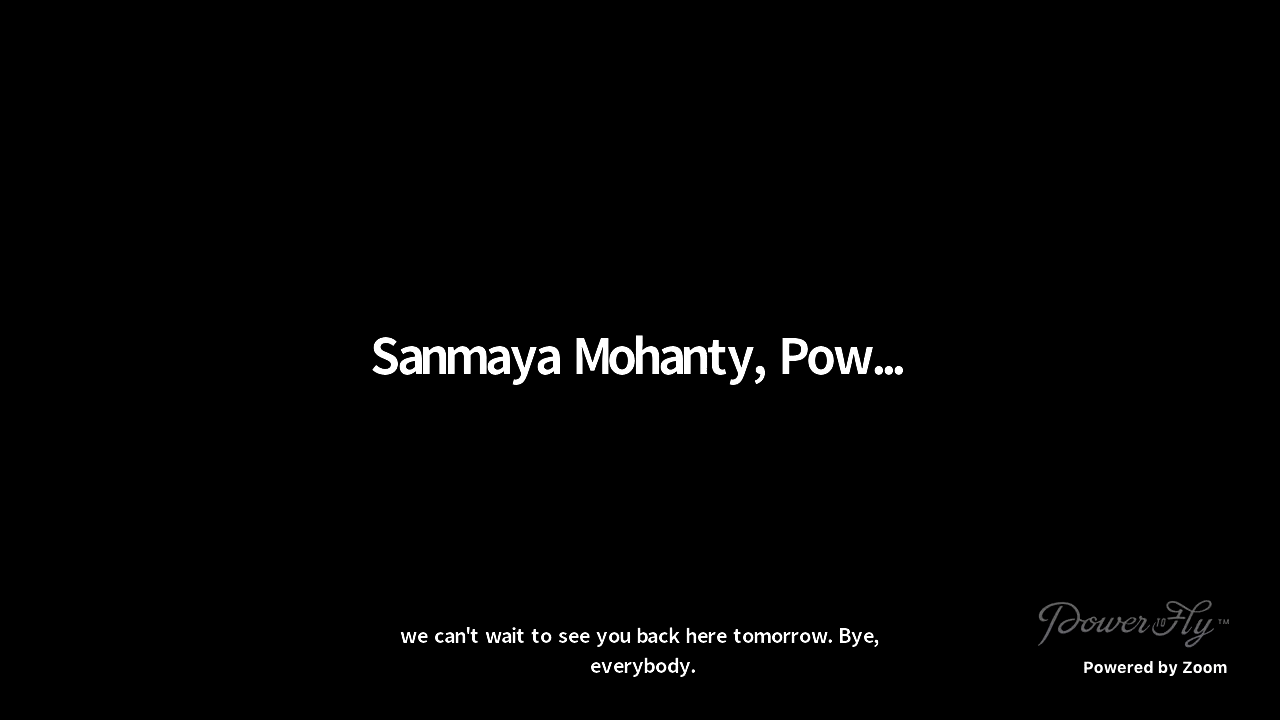 Sanmaya Mohanty, Pow...
we can't wait to see you back here tomorrow. Bye,
everybody.
Power to Fly™
Powered by Zoom